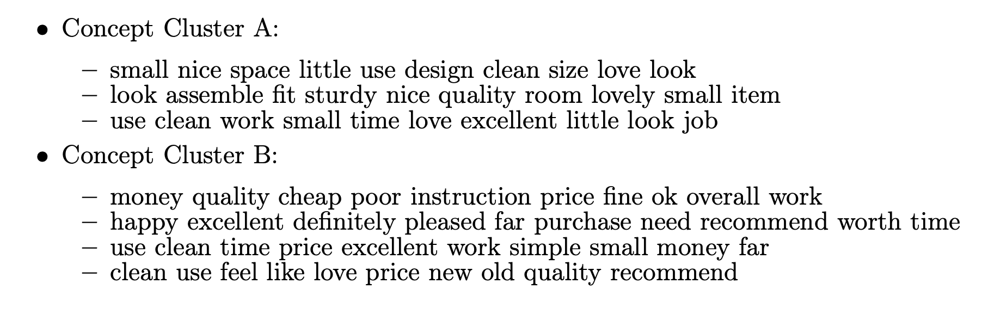 • Concept Cluster A:
– small nice space little use design clean size love look
– look assemble fit sturdy nice quality room lovely small item
– use clean work small time love excellent little look job
• Concept Cluster B:
– money quality cheap poor instruction price fine ok overall work
– happy excellent definitely pleased far purchase need recommend worth time
– use clean time price excellent work simple small money far
– clean use feel like love price new old quality recommend